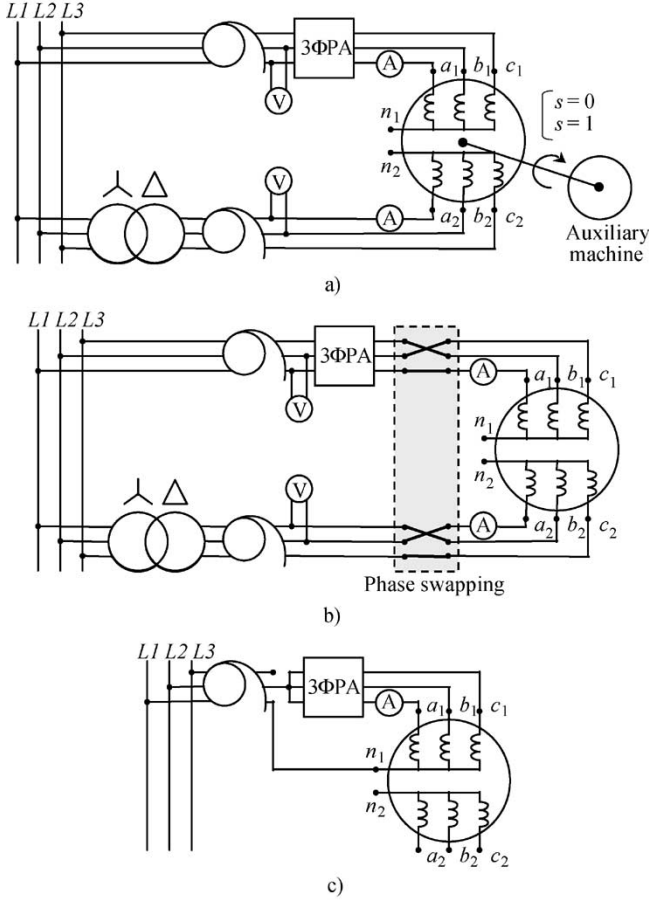 L1 L2 L3
3ΦPA
A
a1 b1 c1
V
n1
s = 0
s = 1
n2
V
A
a2 b2 c2
Auxiliary
machine
a)
L1 L2 L3
3ΦPA
A
a1 b1 c1
V
n1
n2
V
A
a2 b2 c2
Phase swapping
b)
L1 L2 L3
3ΦPA
A
a1 b1 c1
n1
n2
a2 b2 c2
c)